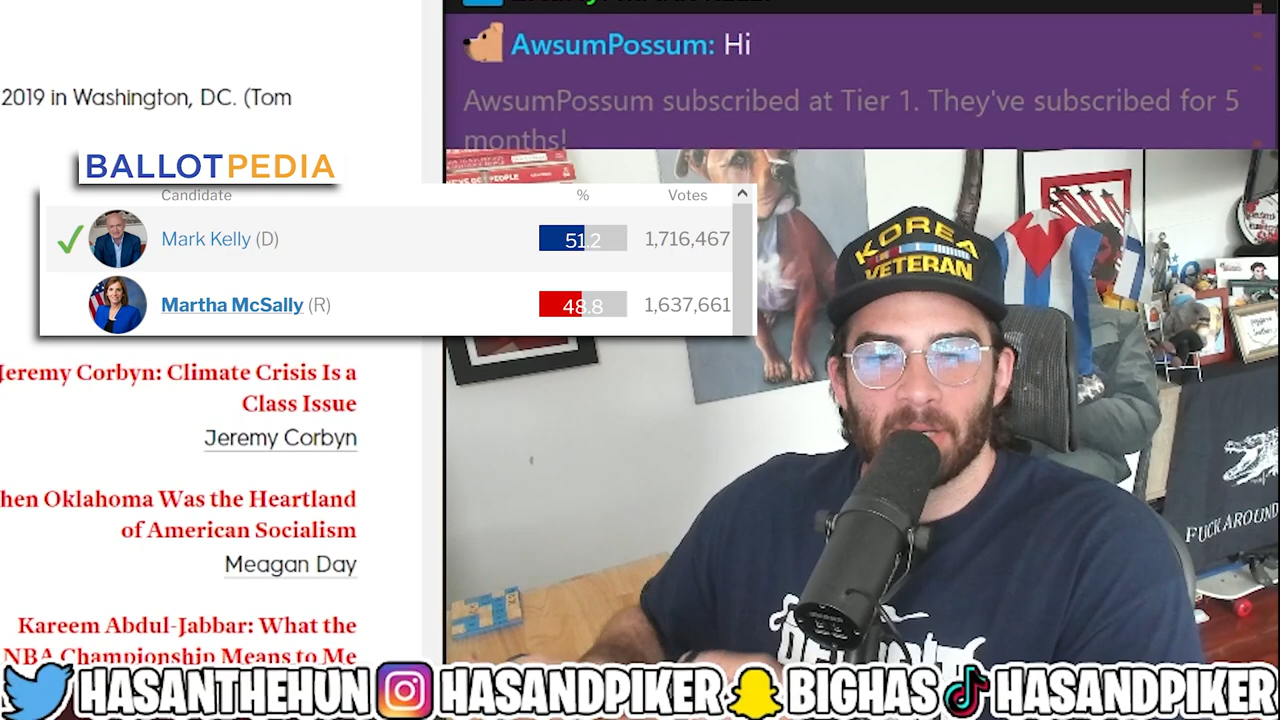 AwsumPossum: Hi
AwsumPossum subscribed at Tier 1. They've subscribed for 5
months!
2019 in Washington, DC. (Tom
BALLOTPEDIA
Candidate % Votes
Mark Kelly (D) 51.2 1,716,467
Martha McSally (R) 48.8 1,637,661
Jeremy Corbyn: Climate Crisis Is a
Class Issue
Jeremy Corbyn
hen Oklahoma Was the Heartland
of American Socialism
Meagan Day
Kareem Abdul-Jabbar: What the
NBA Championship Means to Me
KOREA
VETERAN
FUCK AROUND
HASANTHEHUN HASANDPIKER BIGHAS HASANDPIKER